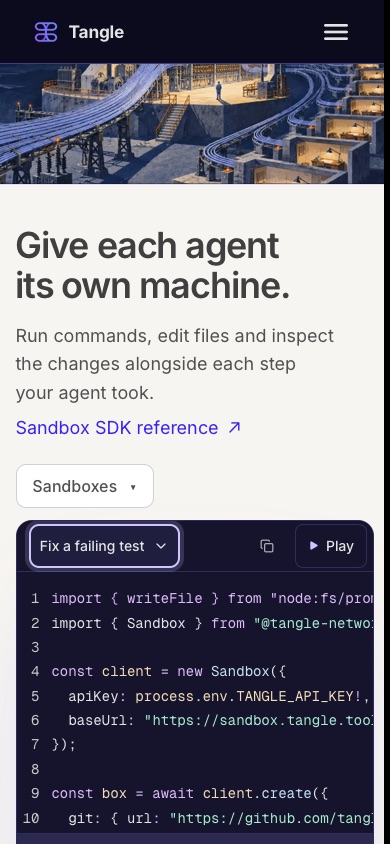 Tangle
Give each agent
its own machine.
Run commands, edit files and inspect
the changes alongside each step
your agent took.
Sandbox SDK reference ↗
Sandboxes ▾
Fix a failing test
Play
1 import { writeFile } from "node:fs/pro
2 import { Sandbox } from "@tangle-netwo
3
4 const client = new Sandbox({
5   apiKey: process.env.TANGLE_API_KEY!,
6   baseUrl: "https://sandbox.tangle.tool
7 });
8
9 const box = await client.create({
10   git: { url: "https://github.com/tangl